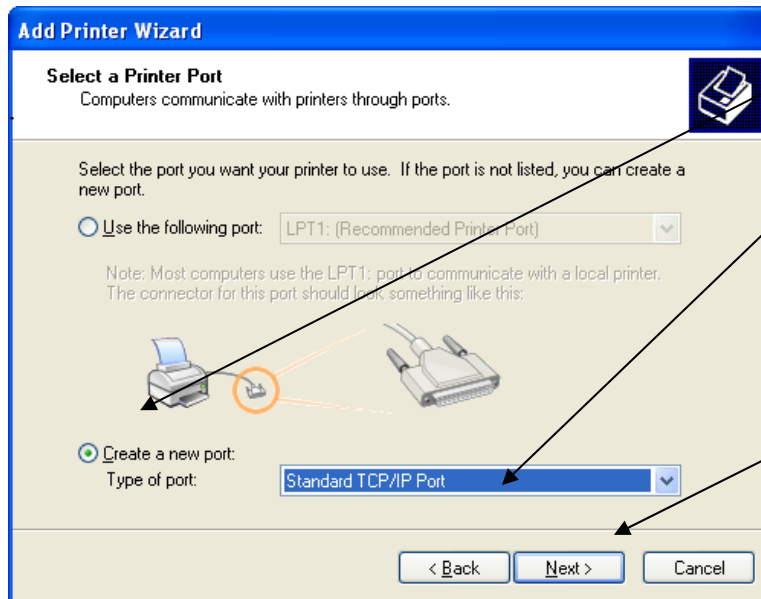 Add Printer Wizard
Select a Printer Port
Computers communicate with printers through ports.
Select the port you want your printer to use. If the port is not listed, you can create a
new port.
Use the following port: LPT1: (Recommended Printer Port)
Note: Most computers use the LPT1: port to communicate with a local printer.
The connector for this port should look something like this:
Create a new port:
Type of port: Standard TCP/IP Port
< Back Next > Cancel